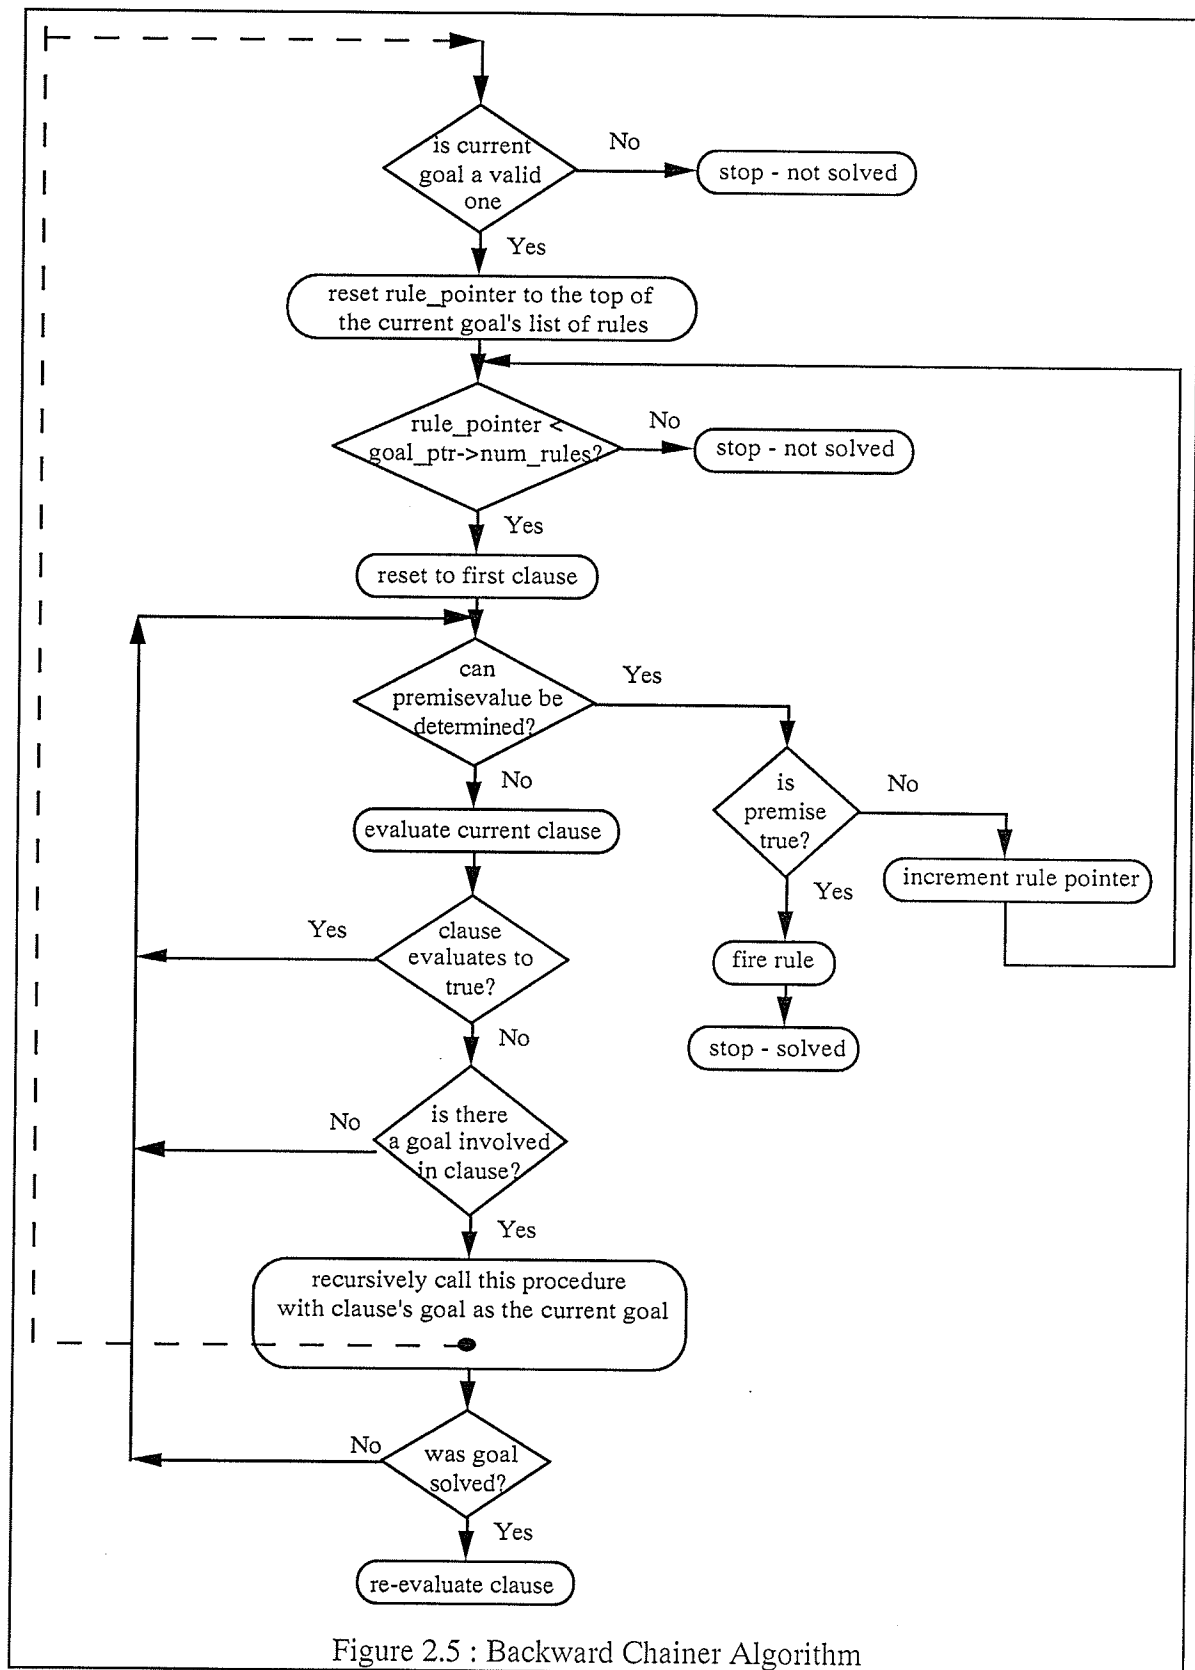 is current
goal a valid
one
No
stop - not solved
Yes
reset rule_pointer to the top of
the current goal's list of rules
rule_pointer <
goal_ptr->num_rules?
No
stop - not solved
Yes
reset to first clause
can
premisevalue be
determined?
Yes
No
is
premise
true?
No
evaluate current clause
increment rule pointer
Yes
Yes
clause
evaluates to
true?
fire rule
No
stop - solved
is there
a goal involved
in clause?
No
Yes
recursively call this procedure
with clause's goal as the current goal
was goal
solved?
No
Yes
re-evaluate clause
Figure 2.5 : Backward Chainer Algorithm